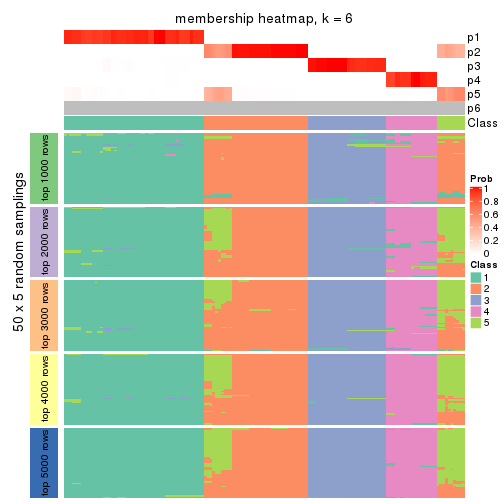 membership heatmap, k = 6
p1
p2
p3
p4
p5
p6
Class
50 x 5 random samplings
top 1000 rows
top 2000 rows
top 3000 rows
top 4000 rows
top 5000 rows
Prob
1
0.8
0.6
0.4
0.2
0
Class
1
2
3
4
5